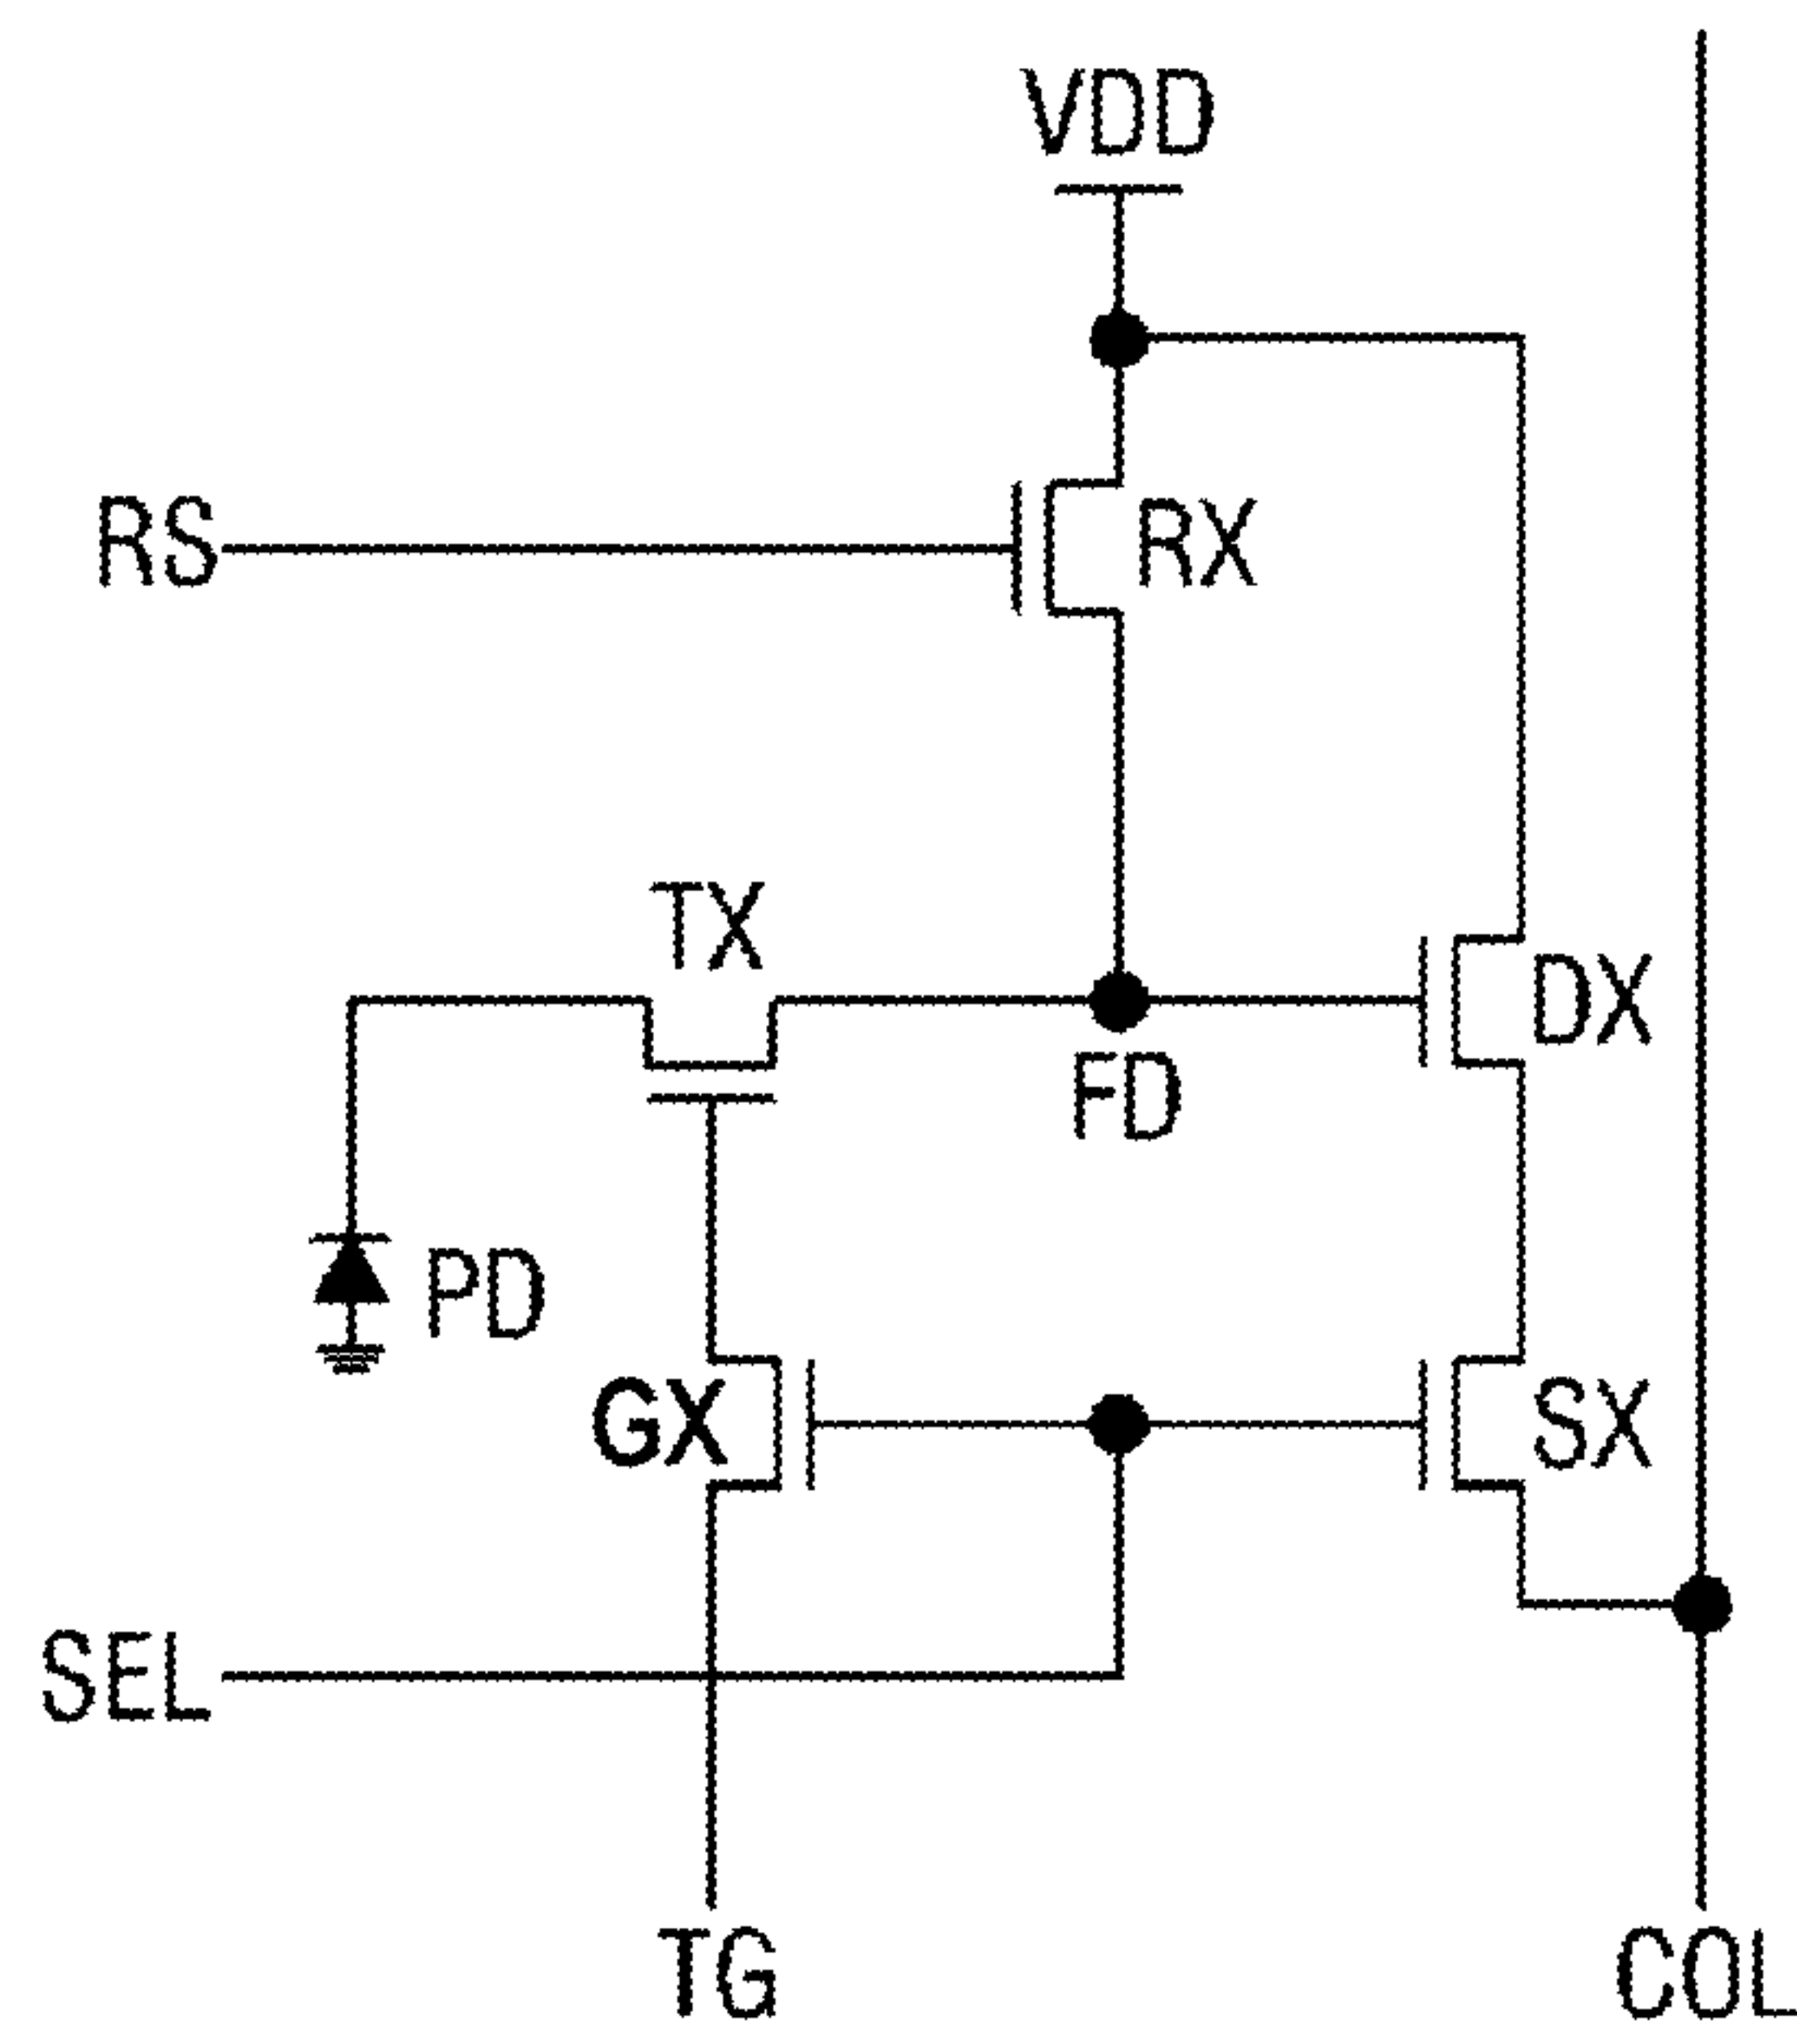 VDD
RS
RX
TX
DX
FD
PD
GX
SX
SEL
TG
COL